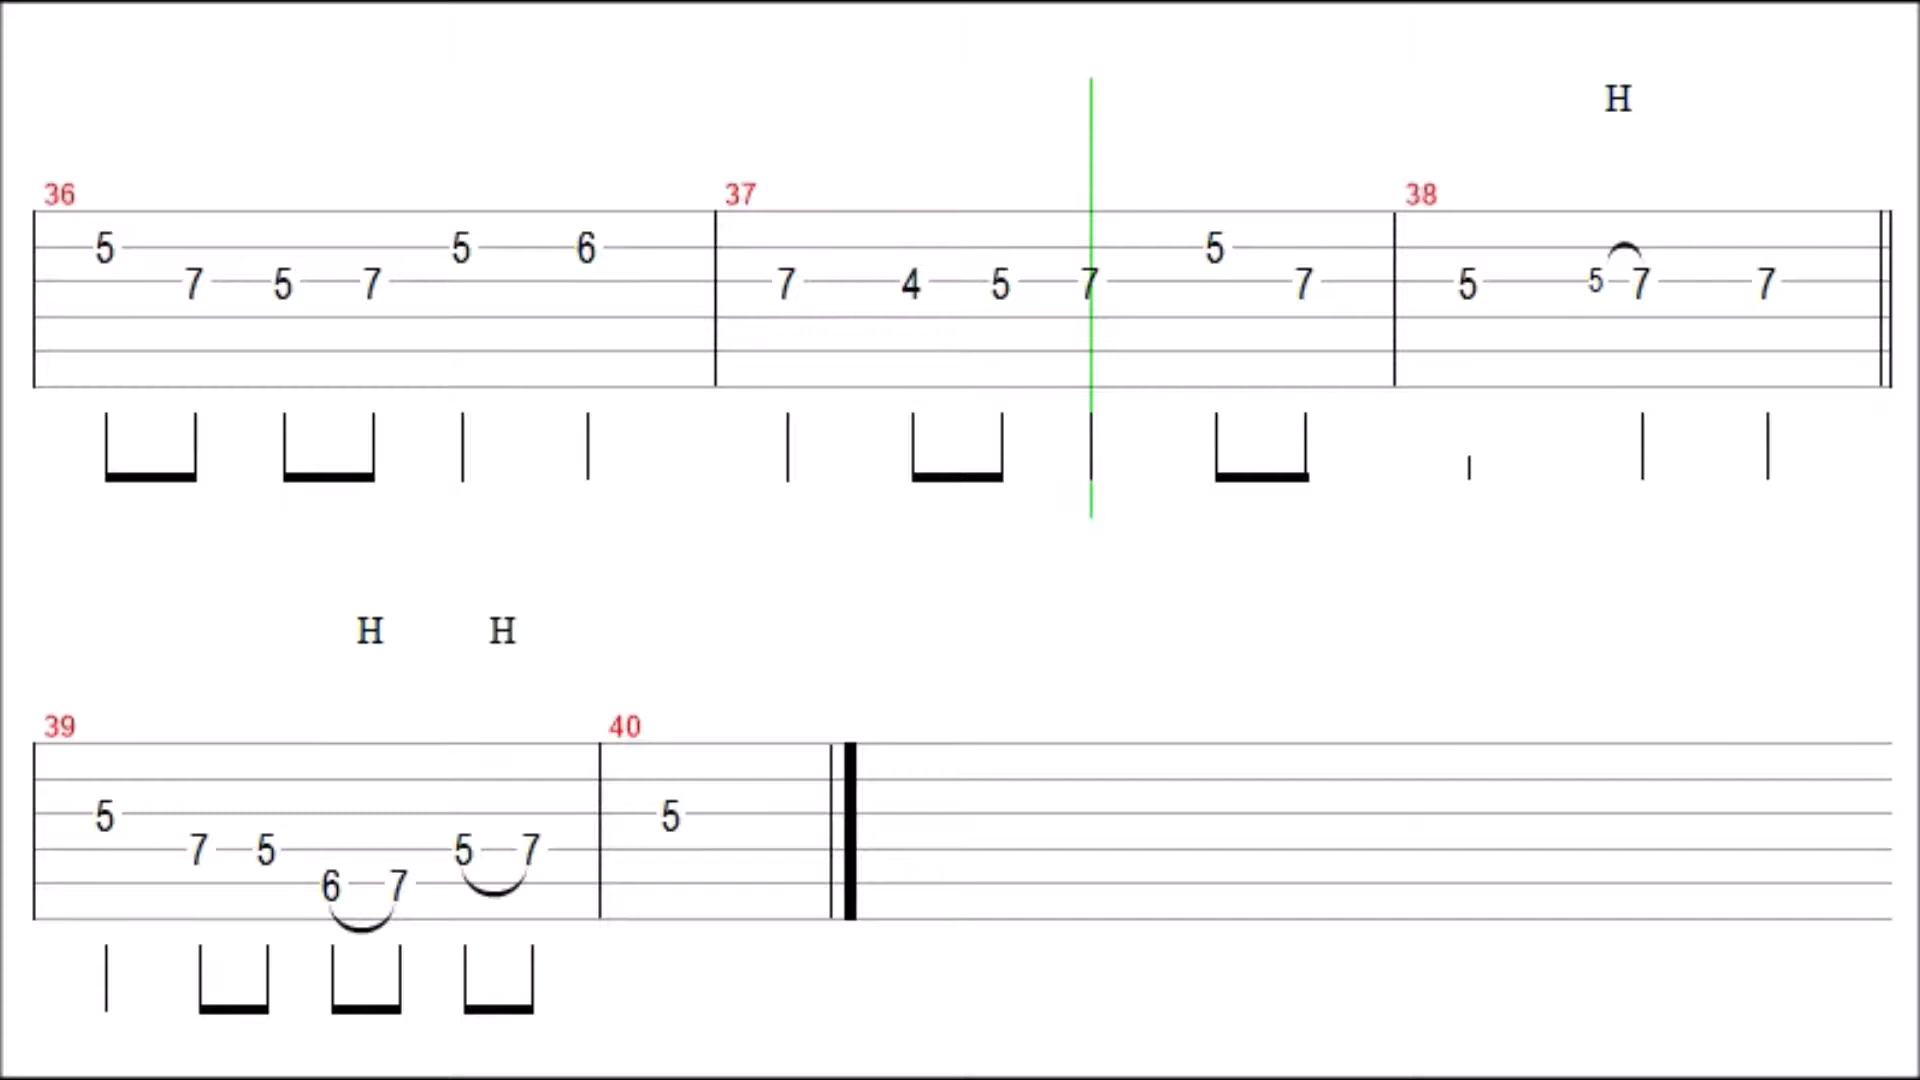 H
36 37 38
5 5 6 5
7 5 7 7 4 5 7 7 5 5 7 7
H H
39 40
5 5
7 5 5 7
6 7